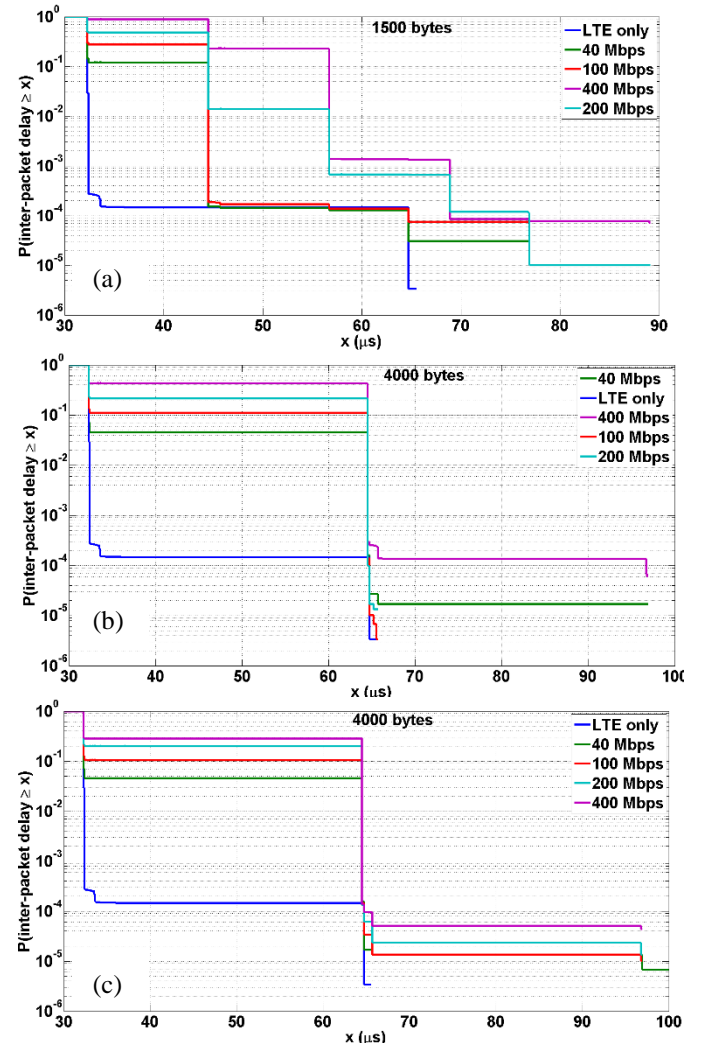 10^0
10^-1
10^-2
10^-3
10^-4
10^-5
10^-6
P(inter-packet delay ≥ x)
1500 bytes
LTE only
40 Mbps
100 Mbps
400 Mbps
200 Mbps
(a)
30 40 50 60 70 80 90
x (μs)
10^0
10^-1
10^-2
10^-3
10^-4
10^-5
10^-6
P(inter-packet delay ≥ x)
4000 bytes
40 Mbps
LTE only
400 Mbps
100 Mbps
200 Mbps
(b)
30 40 50 60 70 80 90 100
x (μs)
10^0
10^-1
10^-2
10^-3
10^-4
10^-5
10^-6
P(inter-packet delay ≥ x)
4000 bytes
LTE only
40 Mbps
100 Mbps
200 Mbps
400 Mbps
(c)
30 40 50 60 70 80 90 100
x (μs)